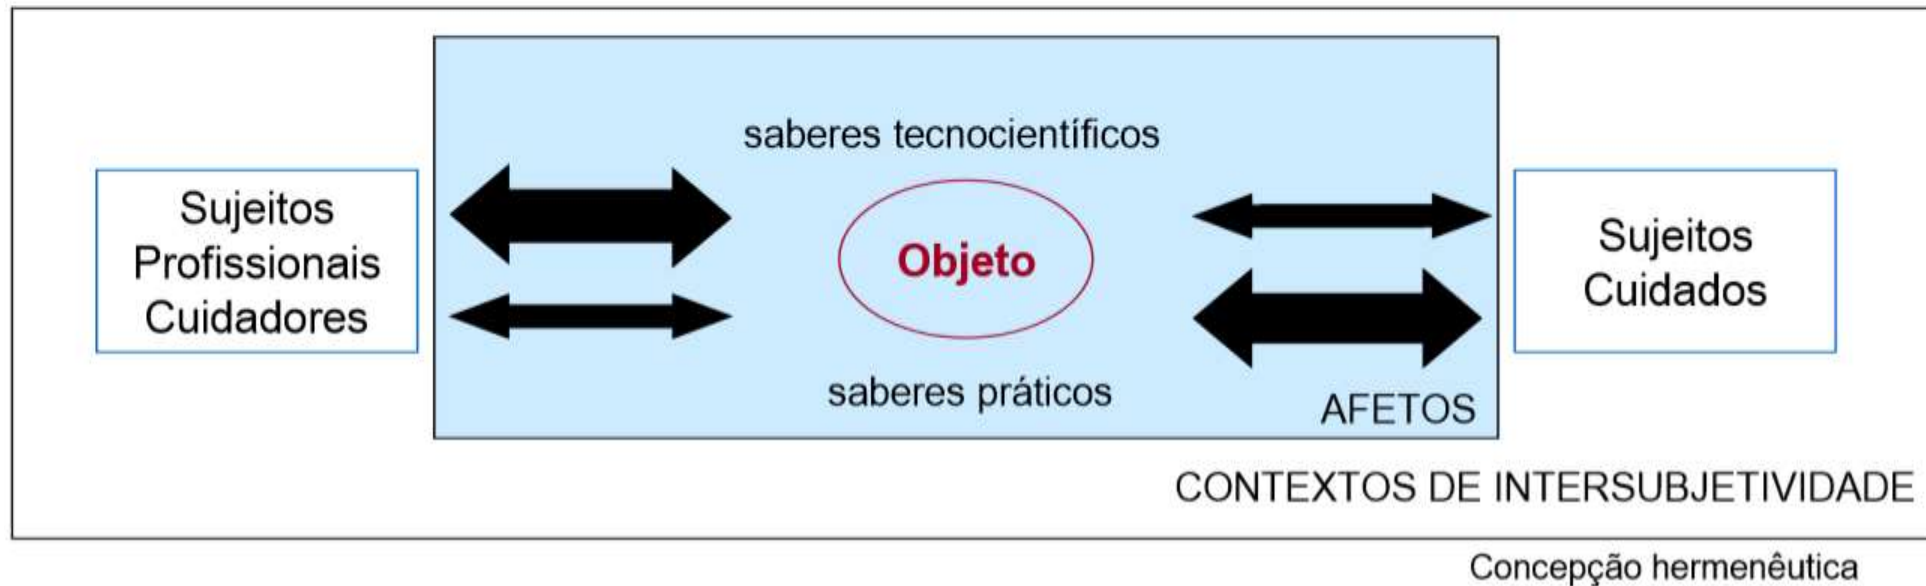 saberes tecnocientíficos
Sujeitos
Profissionais
Cuidadores
Objeto
Sujeitos
Cuidados
saberes práticos
AFETOS
CONTEXTOS DE INTERSUBJETIVIDADE
Concepção hermenêutica